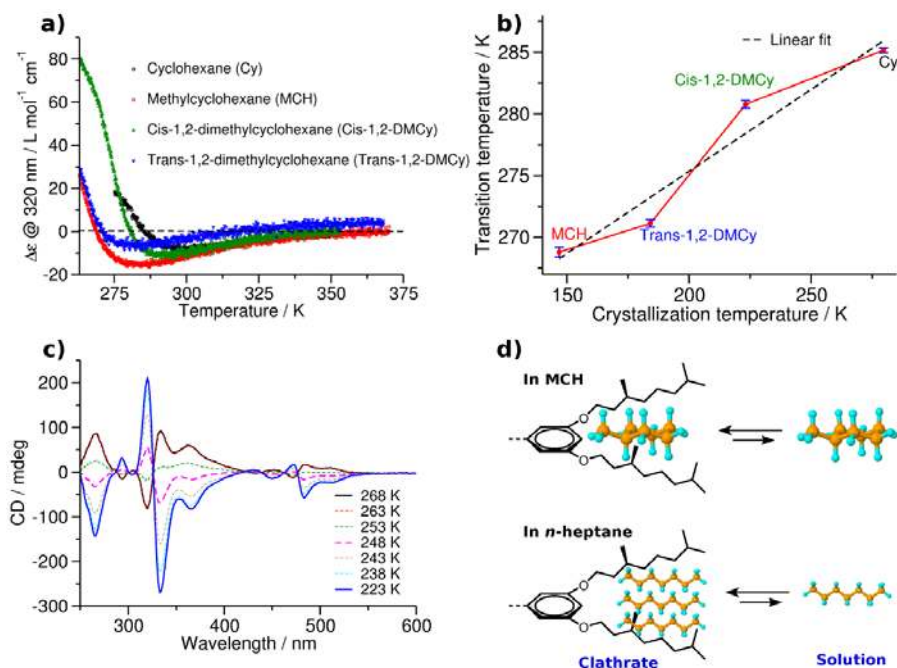 a)
Δε @ 320 nm / L mol⁻¹ cm⁻¹
80
60
40
20
0
-10
-20
Cyclohexane (Cy)
Methylcyclohexane (MCH)
Cis-1,2-dimethylcyclohexane (Cis-1,2-DMCy)
Trans-1,2-dimethylcyclohexane (Trans-1,2-DMCy)
275 300 325 350 375
Temperature / K
b)
Transition temperature / K
285
280
275
270
Linear fit
Cy
Cis-1,2-DMCy
MCH
Trans-1,2-DMCy
150 200 250
Crystallization temperature / K
c)
CD / mdeg
200
100
0
-100
-200
-300
268 K
263 K
253 K
248 K
243 K
238 K
223 K
300 400 500 600
Wavelength / nm
d)
In MCH
O
O
In n-heptane
O
O
Clathrate Solution